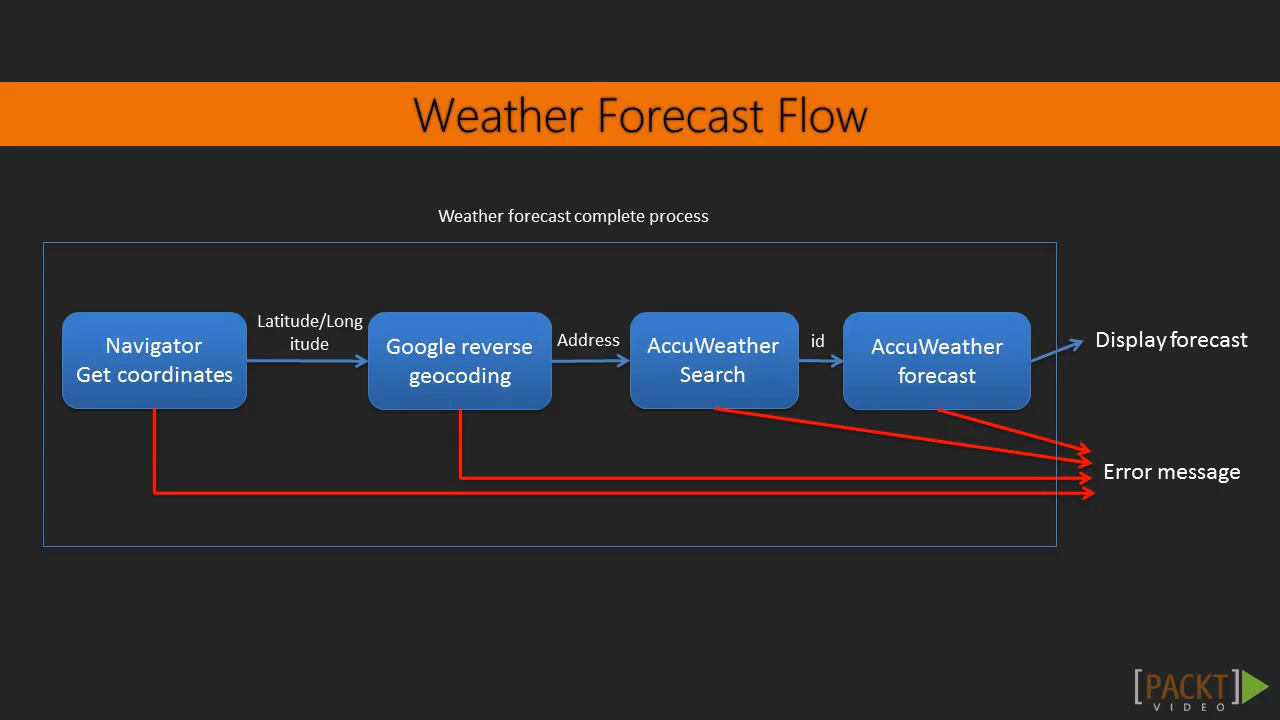 Weather Forecast Flow
Weather forecast complete process
Navigator
Get coordinates
Latitude/Long
itude
Google reverse
geocoding
Address
AccuWeather
Search
id
AccuWeather
forecast
Display forecast
Error message
[PACKT]
VIDEO